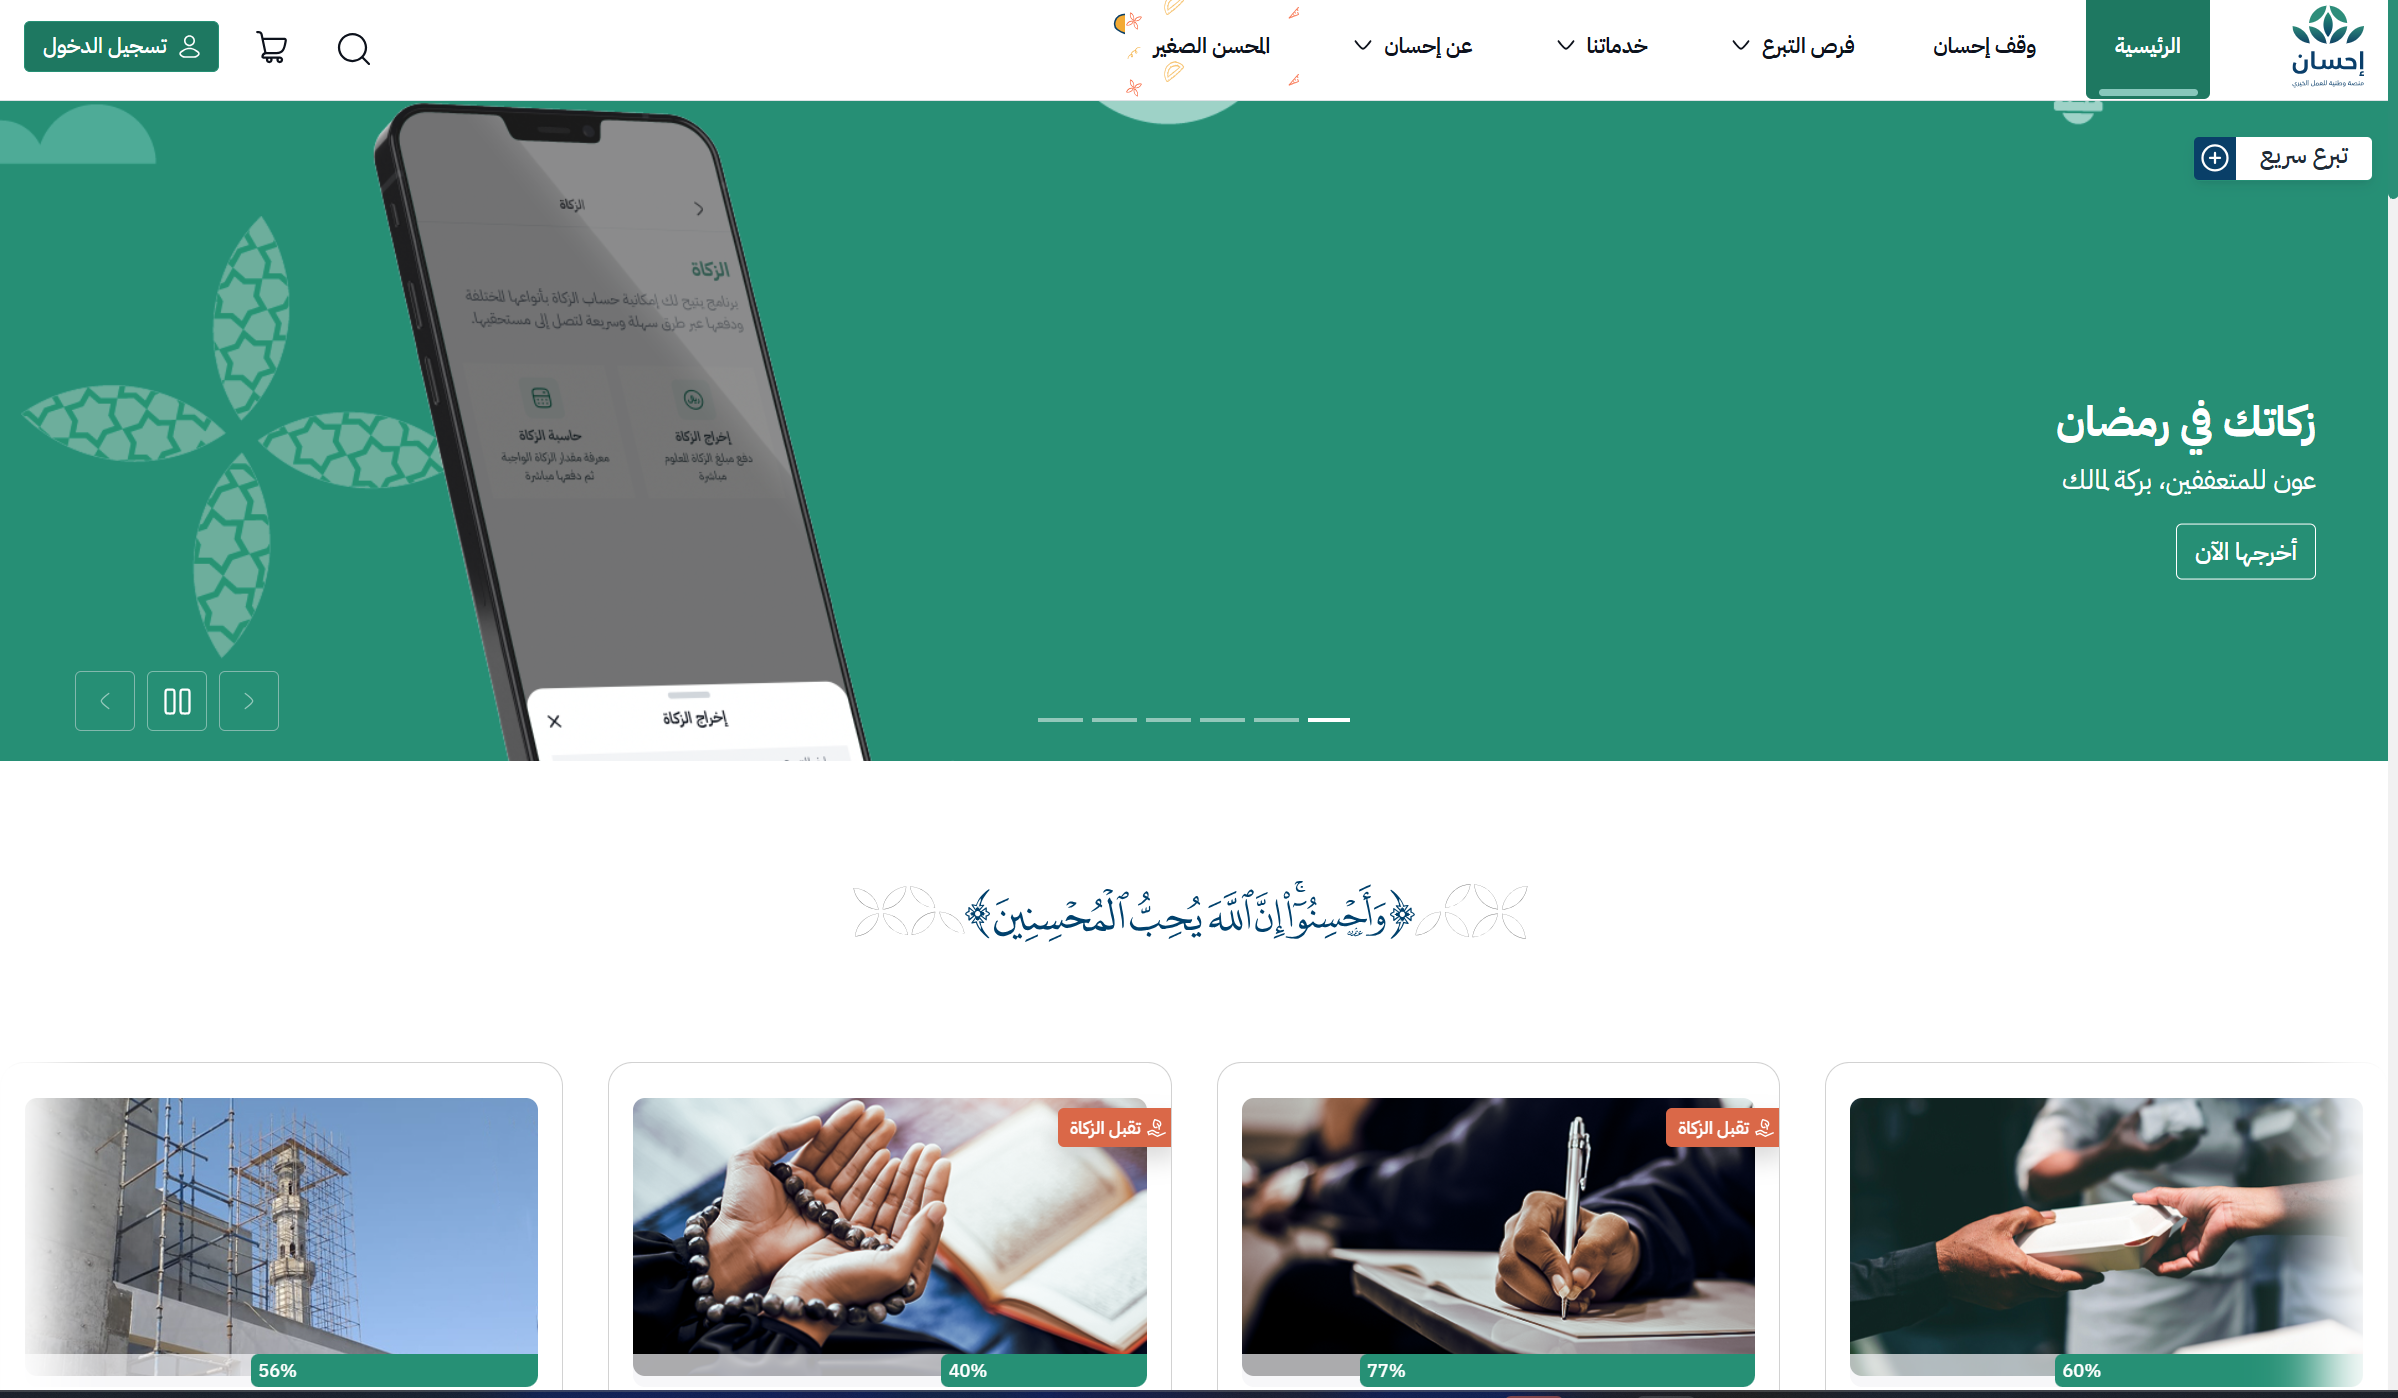 إحسان
منصة وطنية للعمل الخيري
الرئيسية
وقف إحسان
فرص التبرع
خدماتنا
عن إحسان
المحسن الصغير
تسجيل الدخول
تبرع سريع
زكاتك في رمضان
عون للمتعففين، بركة لمالك
أخرجها الآن
الزكاة
الزكاة
برنامج يتيح لك إمكانية حساب الزكاة بأنواعها المختلفة
ودفعها عبر طرق سهلة وسريعة لتصل إلى مستحقيها.
ريال
إخراج الزكاة
دفع مبلغ الزكاة المعلوم
مباشرة
حاسبة الزكاة
معرفة مقدار الزكاة الواجبة
ثم دفعها مباشرة
إخراج الزكاة
﴿وَأَحْسِنُوٓا۟ ۛ إِنَّ ٱللَّهَ يُحِبُّ ٱلْمُحْسِنِينَ﴾
60%
تقبل الزكاة
77%
تقبل الزكاة
40%
56%